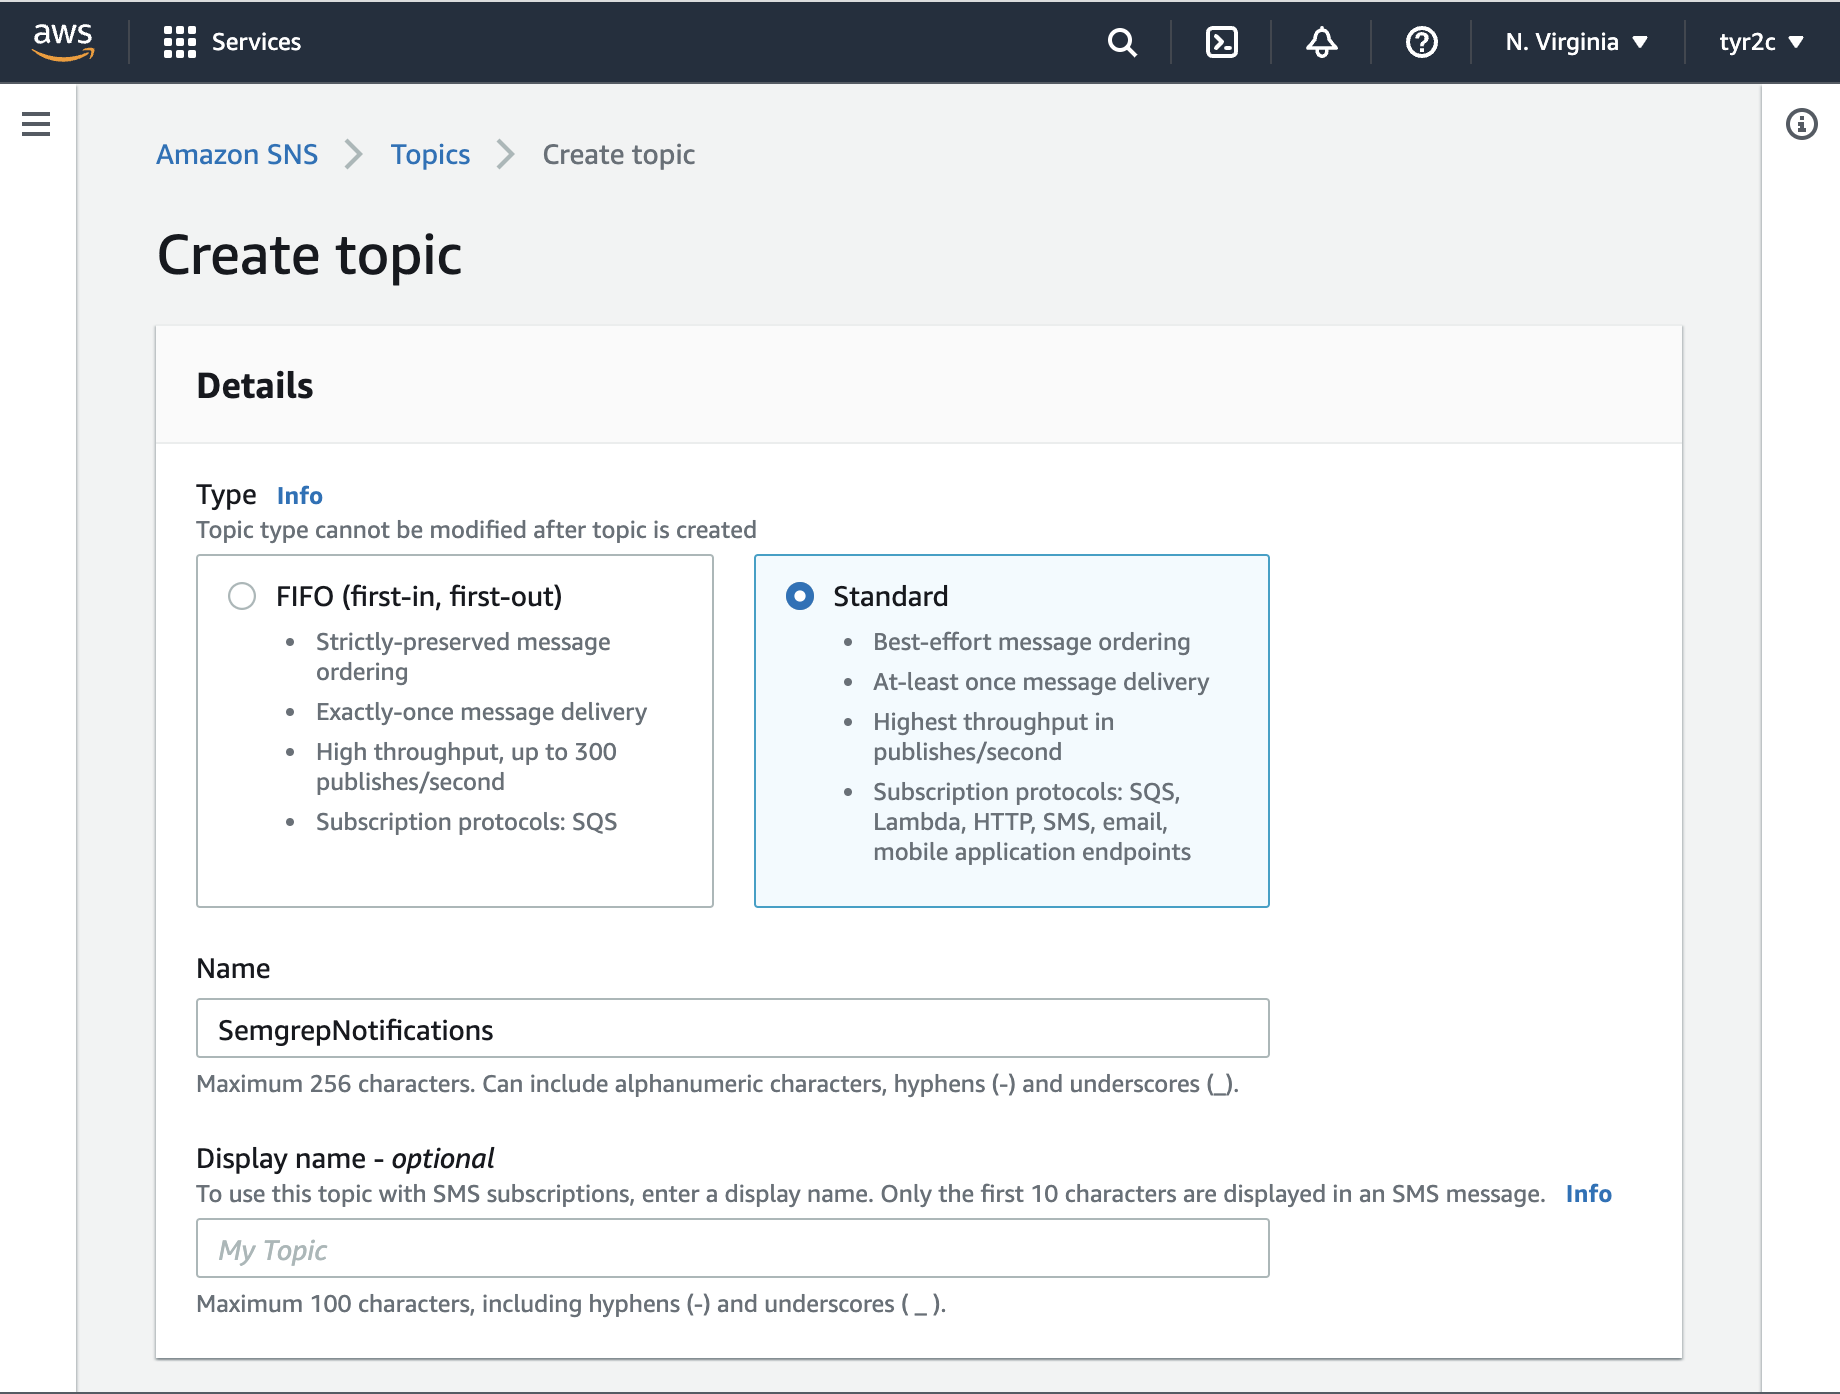 aws
Services
N. Virginia
tyr2c
Amazon SNS
Topics
Create topic
Create topic
Details
Type Info
Topic type cannot be modified after topic is created
FIFO (first-in, first-out)
• Strictly-preserved message
ordering
• Exactly-once message delivery
• High throughput, up to 300
publishes/second
• Subscription protocols: SQS
Standard
• Best-effort message ordering
• At-least once message delivery
• Highest throughput in
publishes/second
• Subscription protocols: SQS,
Lambda, HTTP, SMS, email,
mobile application endpoints
Name
SemgrepNotifications
Maximum 256 characters. Can include alphanumeric characters, hyphens (-) and underscores (_).
Display name - optional
To use this topic with SMS subscriptions, enter a display name. Only the first 10 characters are displayed in an SMS message. Info
My Topic
Maximum 100 characters, including hyphens (-) and underscores ( _ ).